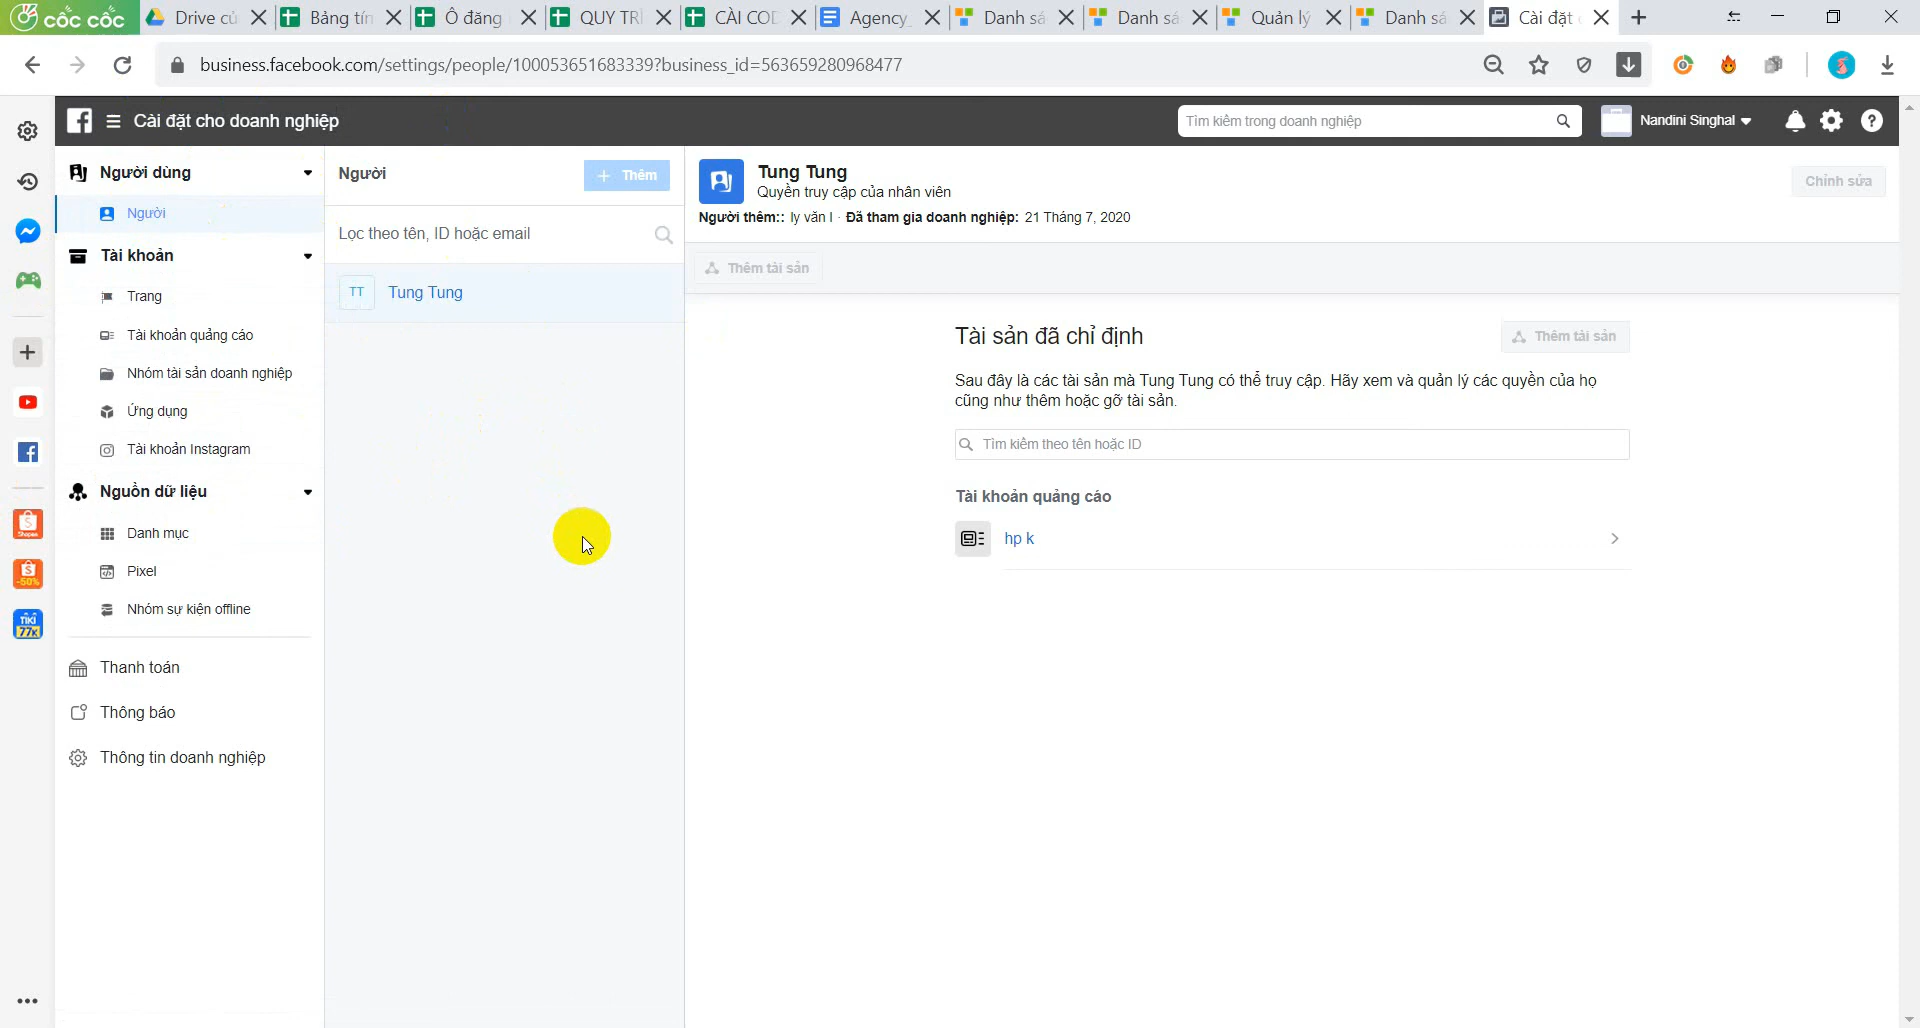 cốc cốc
Drive củ
Bảng tín
Ô đăng
QUY TRÌ
CÀI COD
Agency_
Danh sá
Danh sá
Quản lý
Danh sá
Cài đặt c
business.facebook.com/settings/people/100053651683339?business_id=563659280968477
Cài đặt cho doanh nghiệp
Tìm kiếm trong doanh nghiệp
Nandini Singhal
Người dùng
Người
Tài khoản
Trang
Tài khoản quảng cáo
Nhóm tài sản doanh nghiệp
Ứng dụng
Tài khoản Instagram
Nguồn dữ liệu
Danh mục
Pixel
Nhóm sự kiện offline
Thanh toán
Thông báo
Thông tin doanh nghiệp
Shopee
-50%
TIKI
77K
Người
+ Thêm
Lọc theo tên, ID hoặc email
TT Tung Tung
Tung Tung
Quyền truy cập của nhân viên
Người thêm:: ly văn l · Đã tham gia doanh nghiệp: 21 Tháng 7, 2020
Chỉnh sửa
Thêm tài sản
Tài sản đã chỉ định
Thêm tài sản
Sau đây là các tài sản mà Tung Tung có thể truy cập. Hãy xem và quản lý các quyền của họ
cũng như thêm hoặc gỡ tài sản.
Tìm kiếm theo tên hoặc ID
Tài khoản quảng cáo
hp k